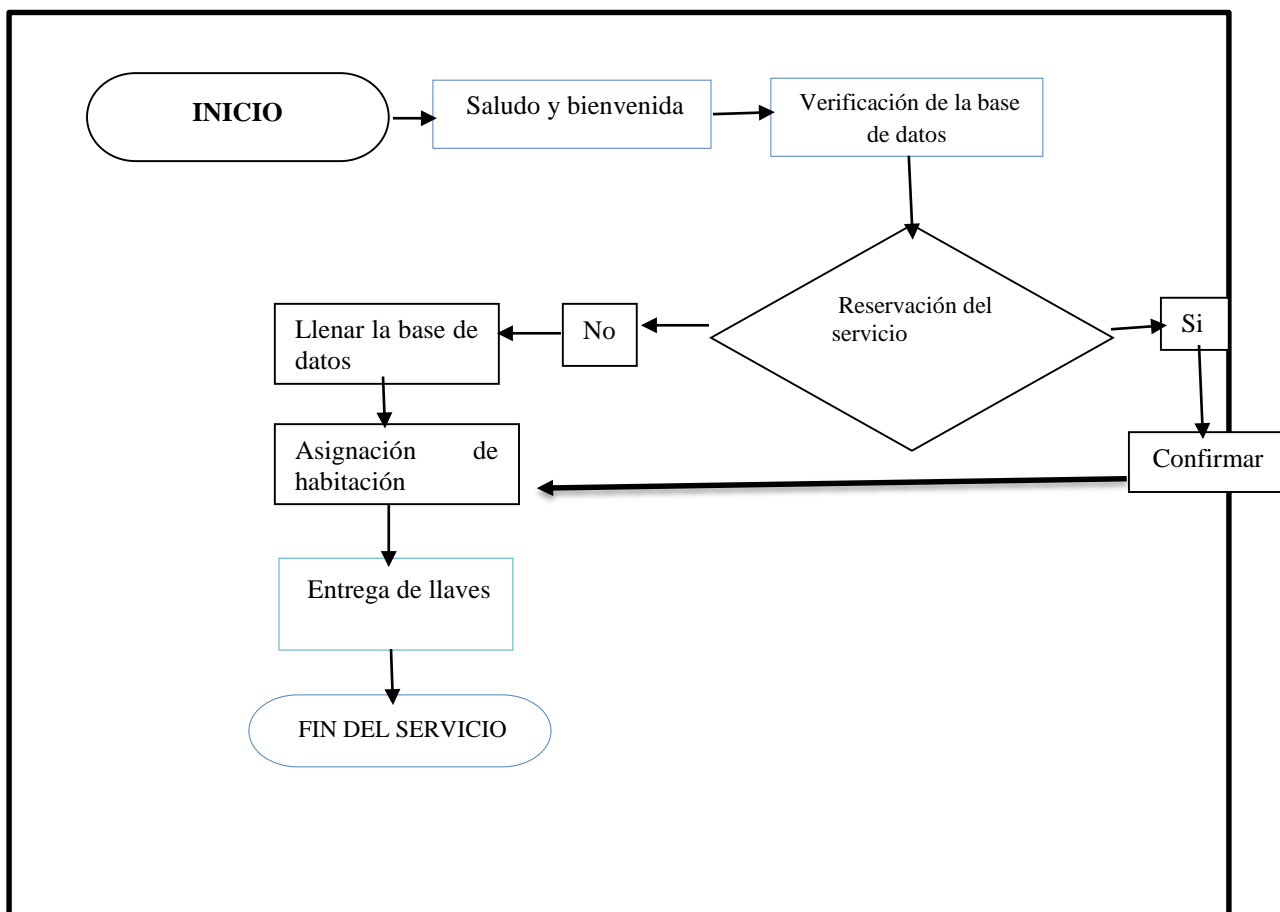 INICIO
Saludo y bienvenida
Verificación de la base
de datos
Reservación del
servicio
Si
No
Llenar la base de
datos
Confirmar
Asignación de
habitación
Entrega de llaves
FIN DEL SERVICIO